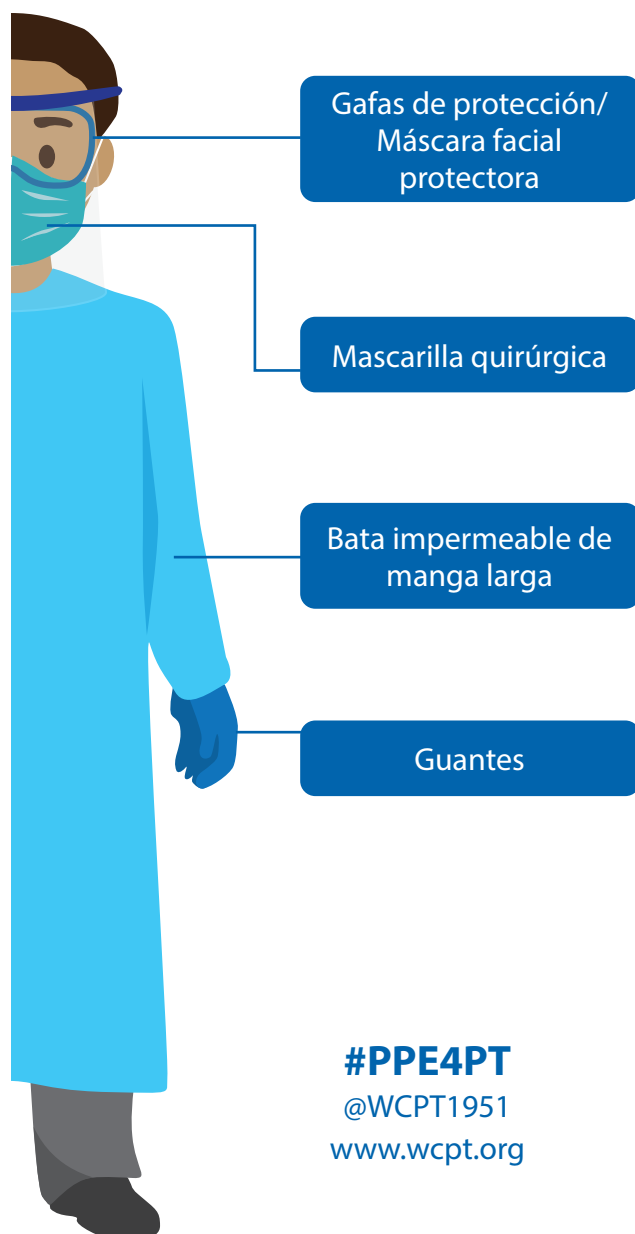 Gafas de protección/
Máscara facial
protectora
Mascarilla quirúrgica
Bata impermeable de
manga larga
Guantes
#PPE4PT
@WCPT1951
www.wcpt.org